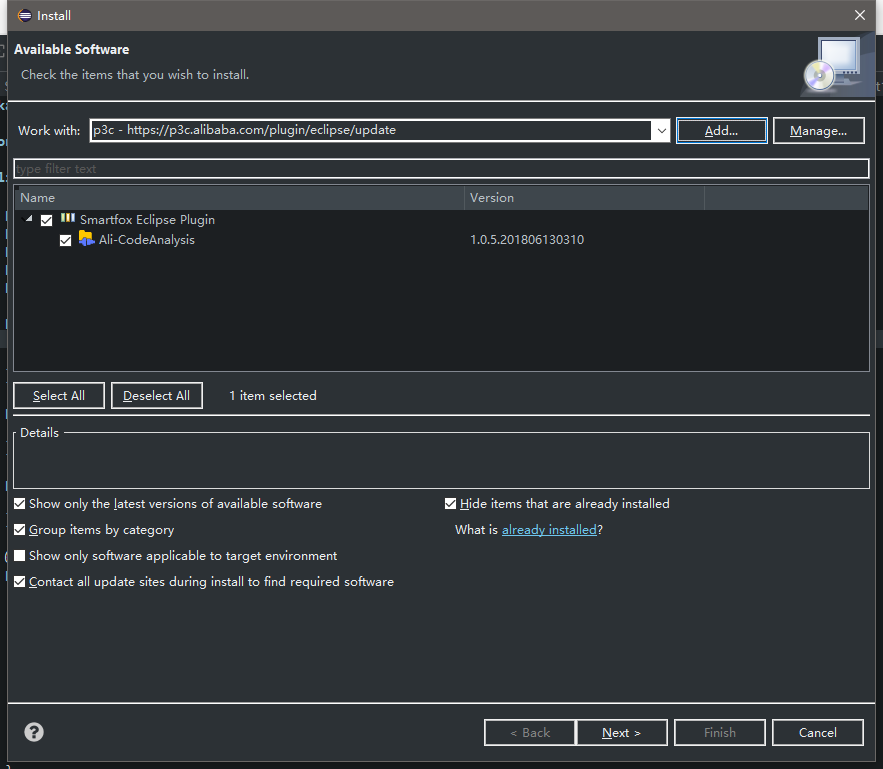 Install
Available Software
Check the items that you wish to install.
Work with: p3c - https://p3c.alibaba.com/plugin/eclipse/update Add... Manage...
type filter text
Name Version
Smartfox Eclipse Plugin
Ali-CodeAnalysis 1.0.5.201806130310
Select All Deselect All 1 item selected
Details
Show only the latest versions of available software Hide items that are already installed
Group items by category What is already installed?
Show only software applicable to target environment
Contact all update sites during install to find required software
? < Back Next > Finish Cancel